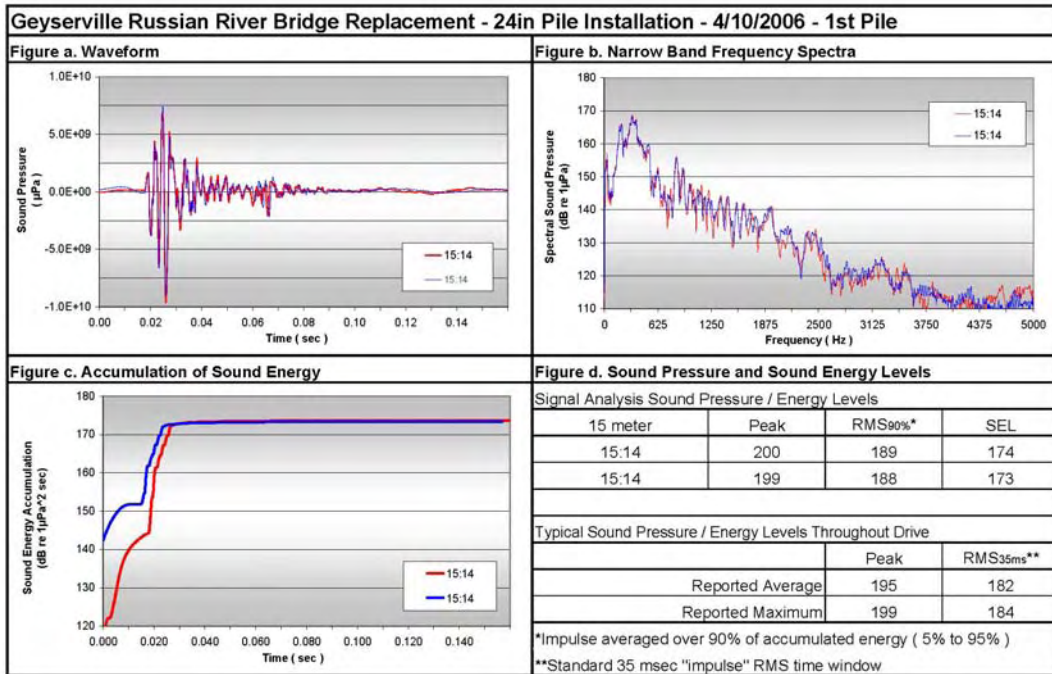 Geyserville Russian River Bridge Replacement - 24in Pile Installation - 4/10/2006 - 1st Pile
Figure a. Waveform
Sound Pressure
( µPa)
1.0E+10
5.0E+09
0.0E+00
-5.0E+09
-1.0E+10
15:14
15:14
0.00 0.02 0.04 0.06 0.08 0.10 0.12 0.14
Time ( sec )
Figure b. Narrow Band Frequency Spectra
Spectral Sound Pressure
(dB re 1µPa)
180
170
160
150
140
130
120
110
15:14
15:14
0 625 1250 1875 2500 3125 3750 4375 5000
Frequency ( Hz )
Figure c. Accumulation of Sound Energy
Sound Energy Accumulation
(dB re 1µPa^2 sec)
180
170
160
150
140
130
120
15:14
15:14
0.000 0.020 0.040 0.060 0.080 0.100 0.120 0.140
Time ( sec )
Figure d. Sound Pressure and Sound Energy Levels
Signal Analysis Sound Pressure / Energy Levels
15 meter Peak RMS90%* SEL
15:14 200 189 174
15:14 199 188 173
Typical Sound Pressure / Energy Levels Throughout Drive
Peak RMS35ms**
Reported Average 195 182
Reported Maximum 199 184
*Impulse averaged over 90% of accumulated energy ( 5% to 95% )
**Standard 35 msec "impulse" RMS time window